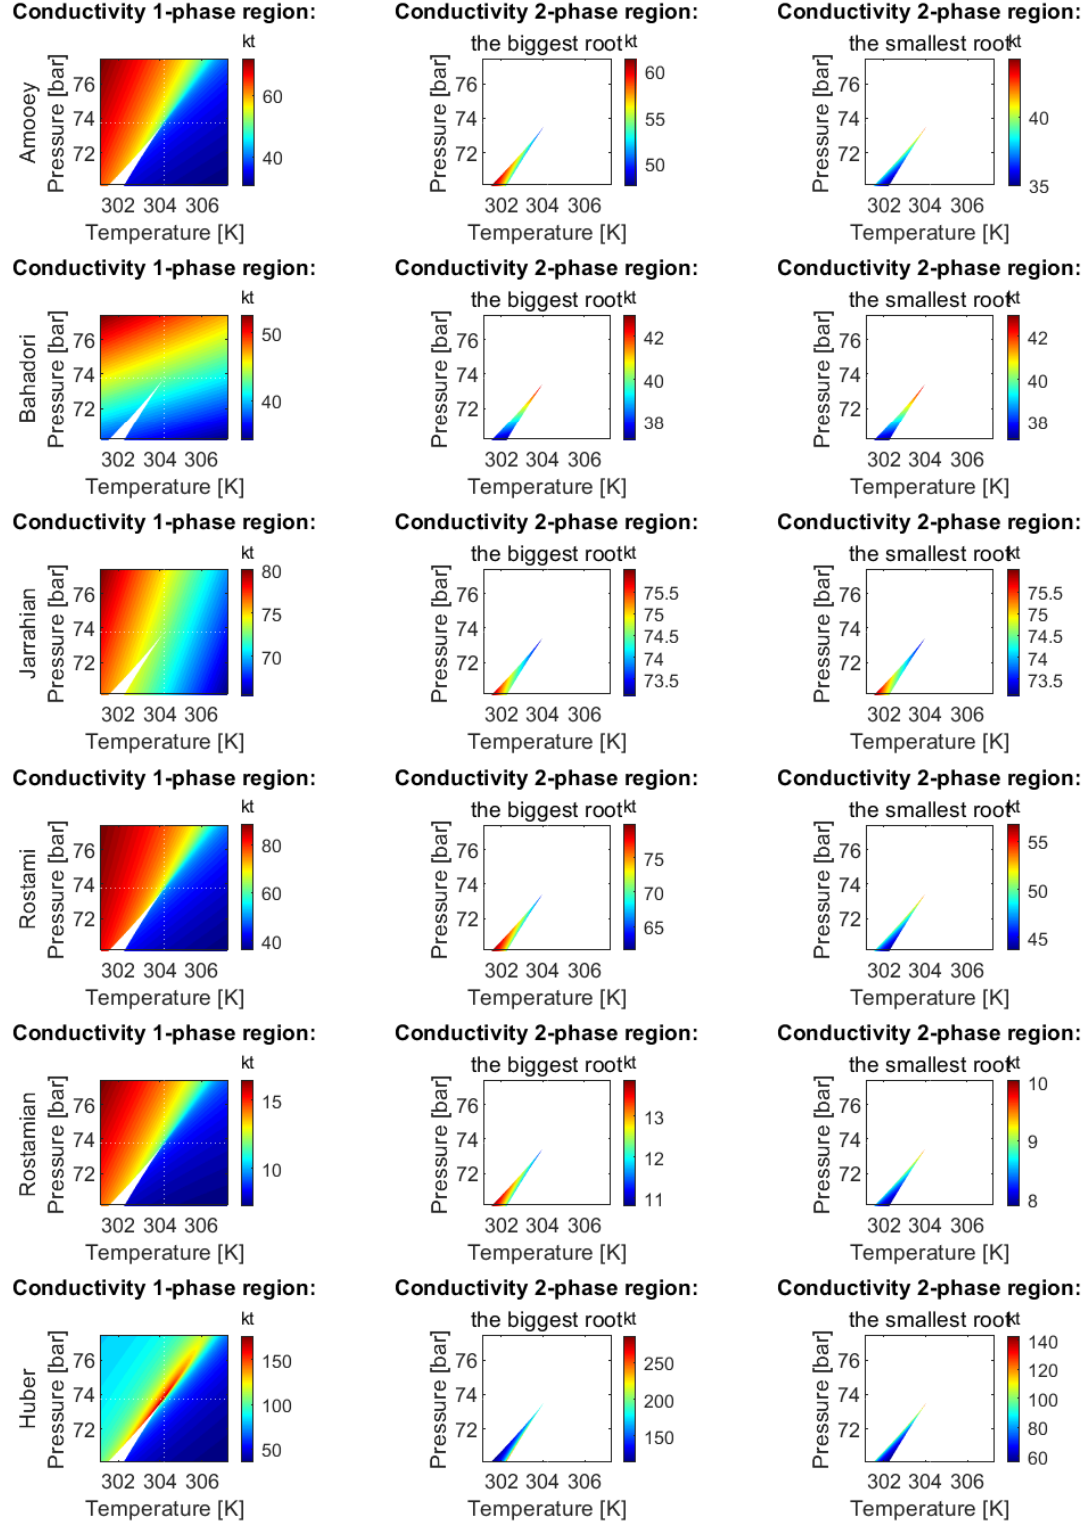 Conductivity 1-phase region: Conductivity 2-phase region: Conductivity 2-phase region:
kt the biggest root kt the smallest root kt
Amooey
Pressure [bar] 76 74 72 60 40
Pressure [bar] 76 74 72 60 55 50
Pressure [bar] 76 74 72 40 35
302 304 306 302 304 306 302 304 306
Temperature [K] Temperature [K] Temperature [K]
Conductivity 1-phase region: Conductivity 2-phase region: Conductivity 2-phase region:
kt the biggest root kt the smallest root kt
Bahadori
Pressure [bar] 76 74 72 50 40
Pressure [bar] 76 74 72 42 40 38
Pressure [bar] 76 74 72 42 40 38
302 304 306 302 304 306 302 304 306
Temperature [K] Temperature [K] Temperature [K]
Conductivity 1-phase region: Conductivity 2-phase region: Conductivity 2-phase region:
kt the biggest root kt the smallest root kt
Jarrahian
Pressure [bar] 76 74 72 80 70
Pressure [bar] 76 74 72 75.5 75 74.5 74 73.5
Pressure [bar] 76 74 72 75.5 75 74.5 74 73.5
302 304 306 302 304 306 302 304 306
Temperature [K] Temperature [K] Temperature [K]
Conductivity 1-phase region: Conductivity 2-phase region: Conductivity 2-phase region:
kt the biggest root kt the smallest root kt
Rostami
Pressure [bar] 76 74 72 80 60 40
Pressure [bar] 76 74 72 75 70 65
Pressure [bar] 76 74 72 55 50 45
302 304 306 302 304 306 302 304 306
Temperature [K] Temperature [K] Temperature [K]
Conductivity 1-phase region: Conductivity 2-phase region: Conductivity 2-phase region:
kt the biggest root kt the smallest root kt
Rostamian
Pressure [bar] 76 74 72 15 10
Pressure [bar] 76 74 72 13 12 11
Pressure [bar] 76 74 72 10 9 8
302 304 306 302 304 306 302 304 306
Temperature [K] Temperature [K] Temperature [K]
Conductivity 1-phase region: Conductivity 2-phase region: Conductivity 2-phase region:
kt the biggest root kt the smallest root kt
Huber
Pressure [bar] 76 74 72 150 100 50
Pressure [bar] 76 74 72 250 200 150
Pressure [bar] 76 74 72 140 120 100 80 60
302 304 306 302 304 306 302 304 306
Temperature [K] Temperature [K] Temperature [K]